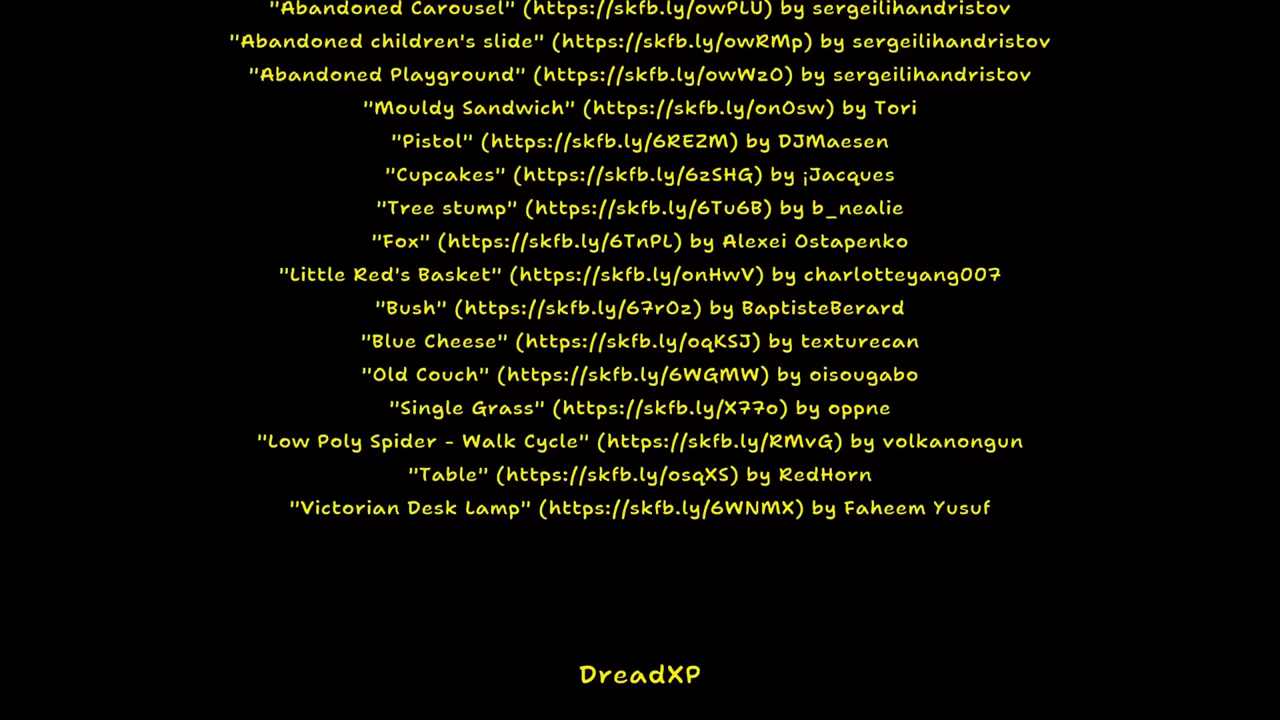 "Abandoned Carousel" (https://skfb.ly/owPLU) by sergeilihandristov
"Abandoned children's slide" (https://skfb.ly/owRMp) by sergeilihandristov
"Abandoned Playground" (https://skfb.ly/owWzO) by sergeilihandristov
"Mouldy Sandwich" (https://skfb.ly/onOsw) by Tori
"Pistol" (https://skfb.ly/6REZM) by DJMaesen
"Cupcakes" (https://skfb.ly/6zSHG) by ¡Jacques
"Tree stump" (https://skfb.ly/6Tu6B) by b_nealie
"Fox" (https://skfb.ly/6TnPL) by Alexei Ostapenko
"Little Red's Basket" (https://skfb.ly/onHwV) by charlotteyang007
"Bush" (https://skfb.ly/67rOz) by BaptisteBerard
"Blue Cheese" (https://skfb.ly/oqKSJ) by texturecan
"Old Couch" (https://skfb.ly/6WGMW) by oisougabo
"Single Grass" (https://skfb.ly/X77o) by oppne
"Low Poly Spider - Walk Cycle" (https://skfb.ly/RMvG) by volkanongun
"Table" (https://skfb.ly/osqXS) by RedHorn
"Victorian Desk Lamp" (https://skfb.ly/6WNMX) by Faheem Yusuf
DreadXP